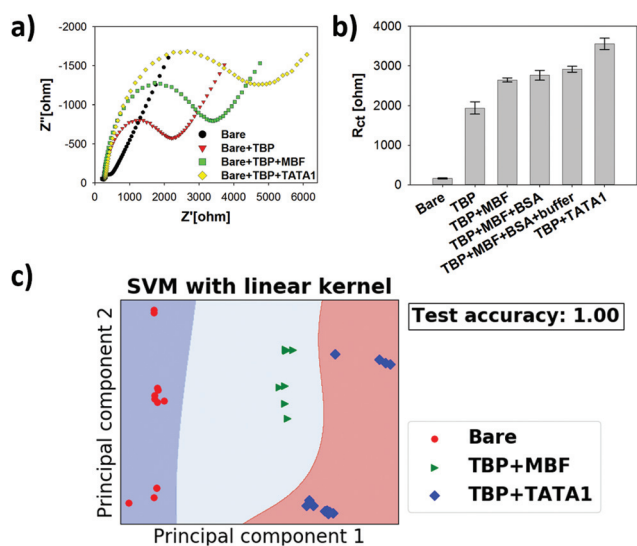 a)
-2000
-1500
-1000
-500
0
Z"[ohm]
0 1000 2000 3000 4000 5000 6000
Z'[ohm]
Bare
Bare+TBP
Bare+TBP+MBF
Bare+TBP+TATA1
b)
4000
3000
2000
1000
0
Rct [ohm]
Bare
TBP
TBP+MBF
TBP+MBF+BSA
TBP+MBF+BSA+buffer
TBP+TATA1
c)
SVM with linear kernel
Principal component 2
Principal component 1
Test accuracy: 1.00
Bare
TBP+MBF
TBP+TATA1